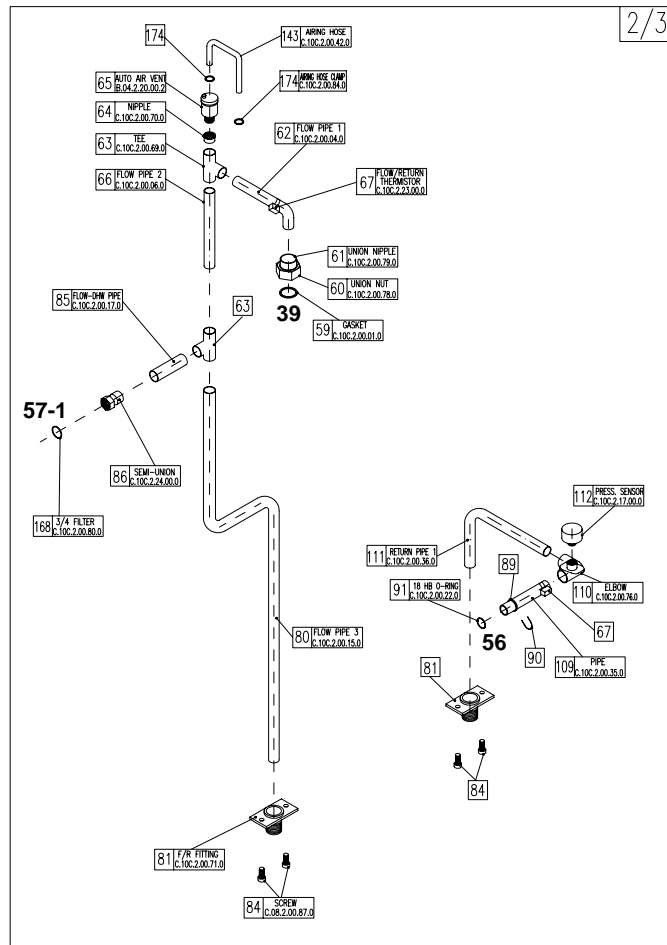 2/3
174
143 AIRING HOSE
C.10C.2.00.42.0
65 AUTO AIR VENT
B.04.2.20.00.2
174 AIRING HOSE CLAMP
C.10C.2.00.84.0
64 NIPPLE
C.10C.2.00.70.0
62 FLOW PIPE 1
C.10C.2.00.04.0
63 TEE
C.10C.2.00.69.0
66 FLOW PIPE 2
C.10C.2.00.06.0
67 FLOW/RETURN
THERMISTOR
C.10C.2.23.00.0
61 UNION NIPPLE
C.10C.2.00.79.0
60 UNION NUT
C.10C.2.00.78.0
85 FLOW-DHW PIPE
C.10C.2.00.17.0
63
39
59 GASKET
C.10C.2.00.01.0
57-1
86 SEMI-UNION
C.10C.2.24.00.0
168 3/4 FILTER
C.10C.2.00.80.0
112 PRESS. SENSOR
C.10C.2.17.00.0
111 RETURN PIPE 1
C.10C.2.00.36.0
89
91 18 HB O-RING
C.10C.2.00.22.0
110 ELBOW
C.10C.2.00.76.0
56
67
80 FLOW PIPE 3
C.10C.2.00.15.0
90
109 PIPE
C.10C.2.00.35.0
81
84
81 F/R FITTING
C.10C.2.00.71.0
84 SCREW
C.08.2.00.87.0